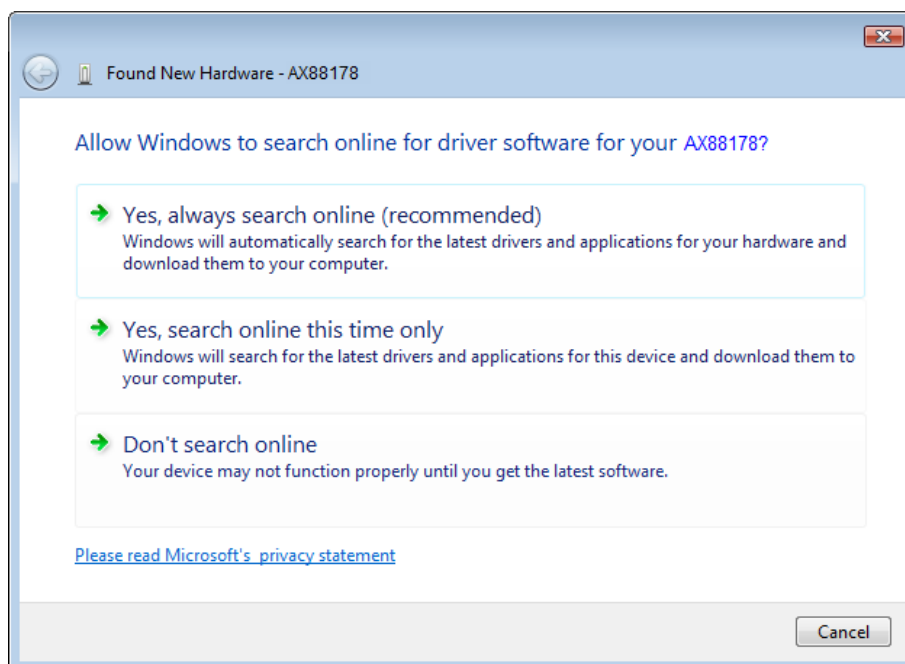 Found New Hardware - AX88178
Allow Windows to search online for driver software for your AX88178?
Yes, always search online (recommended)
Windows will automatically search for the latest drivers and applications for your hardware and
download them to your computer.
Yes, search online this time only
Windows will search for the latest drivers and applications for this device and download them to
your computer.
Don't search online
Your device may not function properly until you get the latest software.
Please read Microsoft's privacy statement
Cancel